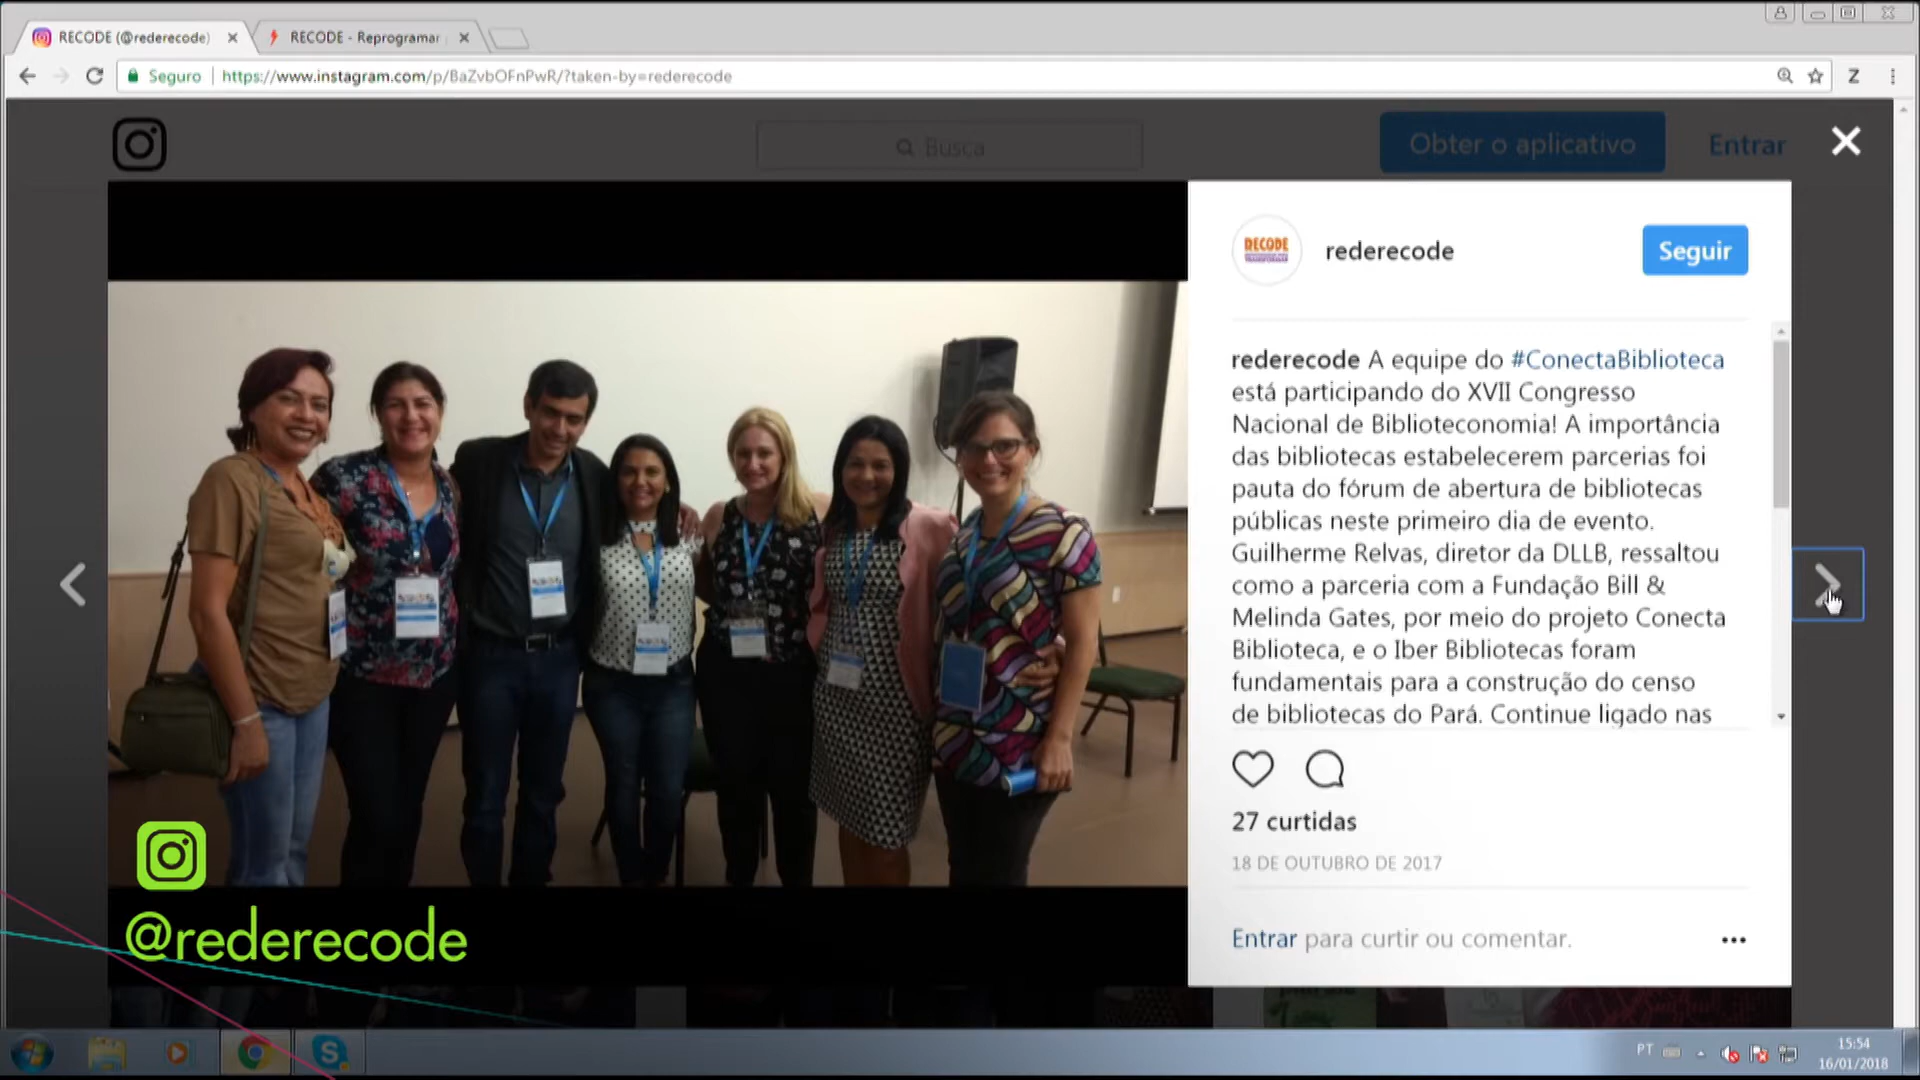 RECODE (@rederecode)
RECODE - Reprogramar
Seguro
https://www.instagram.com/p/BaZvbOFnPwR/?taken-by=rederecode
Busca
Obter o aplicativo
Entrar
RECODE
rederecode
Seguir
rederecode A equipe do #ConectaBiblioteca
está participando do XVII Congresso
Nacional de Biblioteconomia! A importância
das bibliotecas estabelecerem parcerias foi
pauta do fórum de abertura de bibliotecas
públicas neste primeiro dia de evento.
Guilherme Relvas, diretor da DLLB, ressaltou
como a parceria com a Fundação Bill &
Melinda Gates, por meio do projeto Conecta
Biblioteca, e o Iber Bibliotecas foram
fundamentais para a construção do censo
de bibliotecas do Pará. Continue ligado nas
27 curtidas
18 DE OUTUBRO DE 2017
Entrar para curtir ou comentar.
@rederecode
PT
15:54
16/01/2018